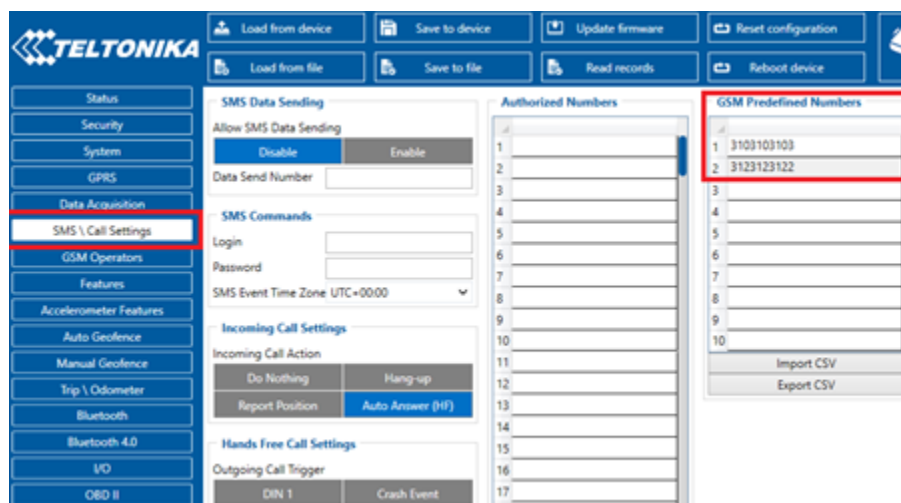 TELTONIKA
Load from device
Save to device
Update firmware
Reset configuration
Load from file
Save to file
Read records
Reboot device
Status
Security
System
GPRS
Data Acquisition
SMS \ Call Settings
GSM Operators
Features
Accelerometer Features
Auto Geofence
Manual Geofence
Trip \ Odometer
Bluetooth
Bluetooth 4.0
I/O
OBD II
SMS Data Sending
Allow SMS Data Sending
Disable Enable
Data Send Number
SMS Commands
Login
Password
SMS Event Time Zone UTC+00:00
Incoming Call Settings
Incoming Call Action
Do Nothing Hang-up
Report Position Auto Answer (HF)
Hands Free Call Settings
Outgoing Call Trigger
DIN 1 Crash Event
Authorized Numbers
1
2
3
4
5
6
7
8
9
10
11
12
13
14
15
16
17
GSM Predefined Numbers
1 3103103103
2 3123123122
3
4
5
6
7
8
9
10
Import CSV
Export CSV